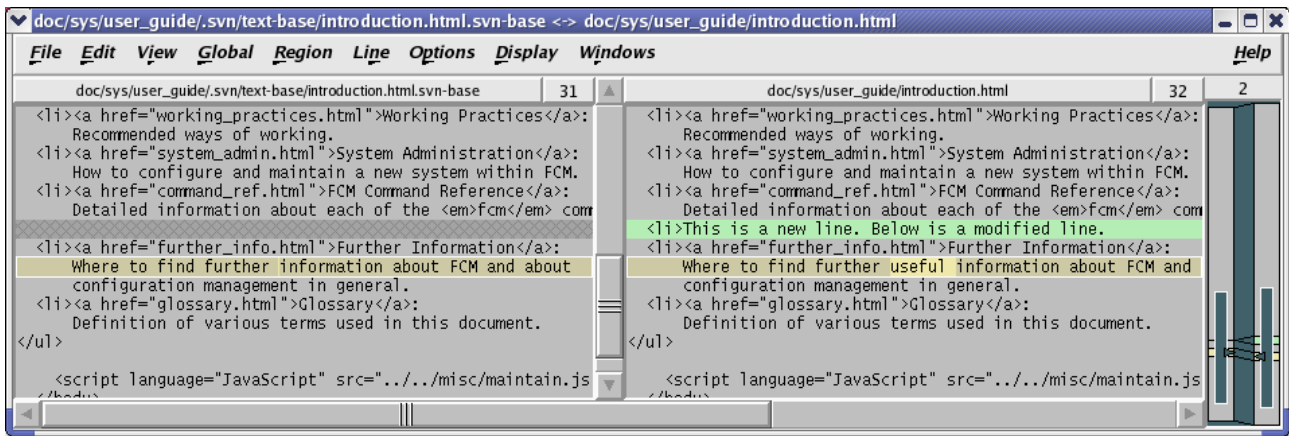 doc/sys/user_guide/.svn/text-base/introduction.html.svn-base <-> doc/sys/user_guide/introduction.html
File Edit View Global Region Line Options Display Windows Help
doc/sys/user_guide/.svn/text-base/introduction.html.svn-base 31 doc/sys/user_guide/introduction.html 32 2
<li><a href="working_practices.html">Working Practices</a>:
Recommended ways of working.
<li><a href="system_admin.html">System Administration</a>:
How to configure and maintain a new system within FCM.
<li><a href="command_ref.html">FCM Command Reference</a>:
Detailed information about each of the <em>fcm</em> com
<li><a href="further_info.html">Further Information</a>:
Where to find further information about FCM and about
configuration management in general.
<li><a href="glossary.html">Glossary</a>:
Definition of various terms used in this document.
</ul>
<script language="JavaScript" src="../../misc/maintain.js
</body>
<li><a href="working_practices.html">Working Practices</a>:
Recommended ways of working.
<li><a href="system_admin.html">System Administration</a>:
How to configure and maintain a new system within FCM.
<li><a href="command_ref.html">FCM Command Reference</a>:
Detailed information about each of the <em>fcm</em> com
<li>This is a new line. Below is a modified line.
<li><a href="further_info.html">Further Information</a>:
Where to find further useful information about FCM and
configuration management in general.
<li><a href="glossary.html">Glossary</a>:
Definition of various terms used in this document.
</ul>
<script language="JavaScript" src="../../misc/maintain.js
</body>